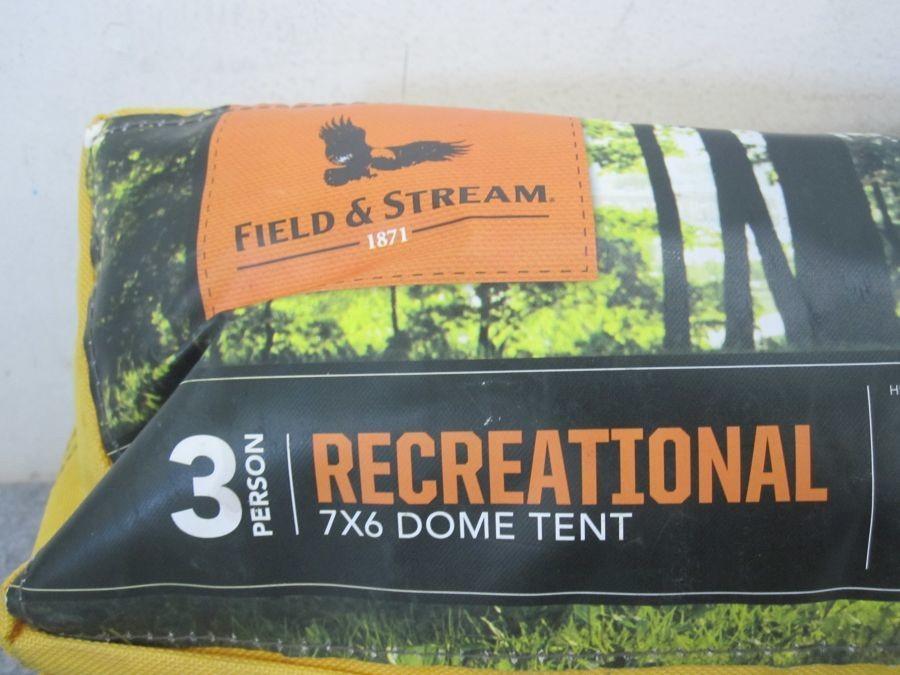 FIELD & STREAM
1871
3 PERSON
RECREATIONAL
7X6 DOME TENT